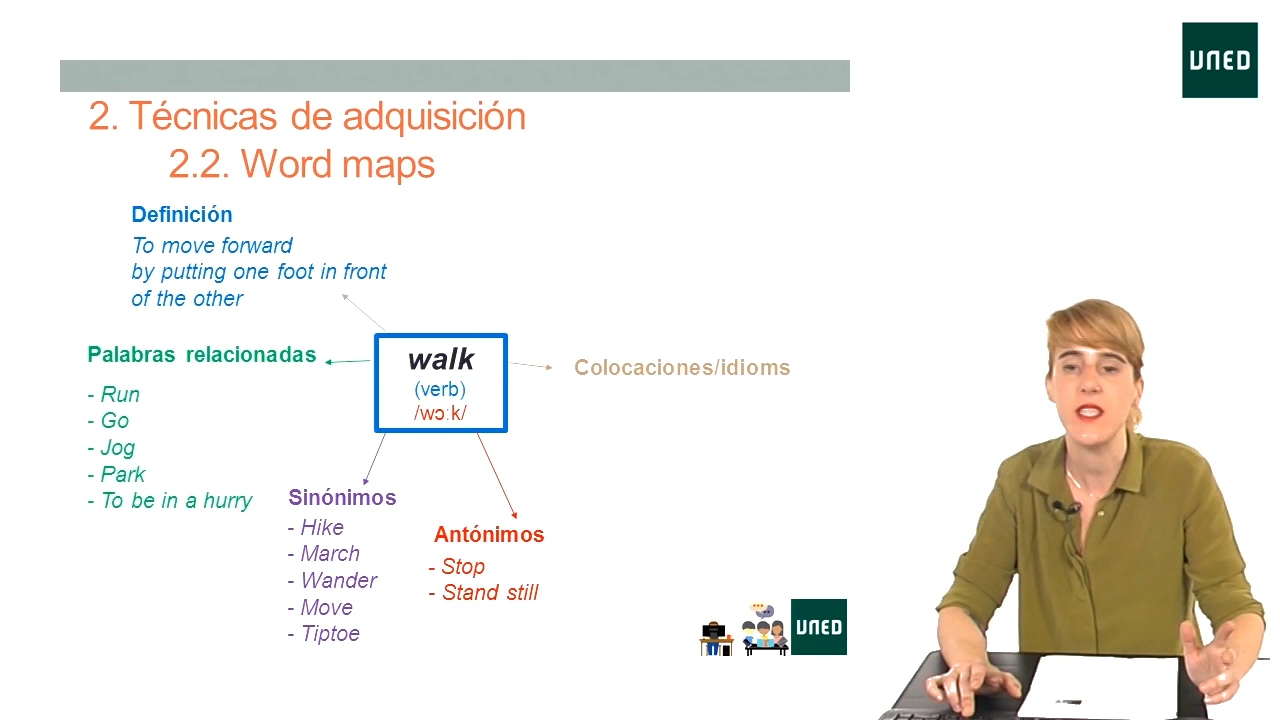 UNED
2. Técnicas de adquisición
2.2. Word maps
Definición
To move forward
by putting one foot in front
of the other
Palabras relacionadas
- Run
- Go
- Jog
- Park
- To be in a hurry
walk
(verb)
/wɔːk/
Colocaciones/idioms
Sinónimos
- Hike
- March
- Wander
- Move
- Tiptoe
Antónimos
- Stop
- Stand still
UNED